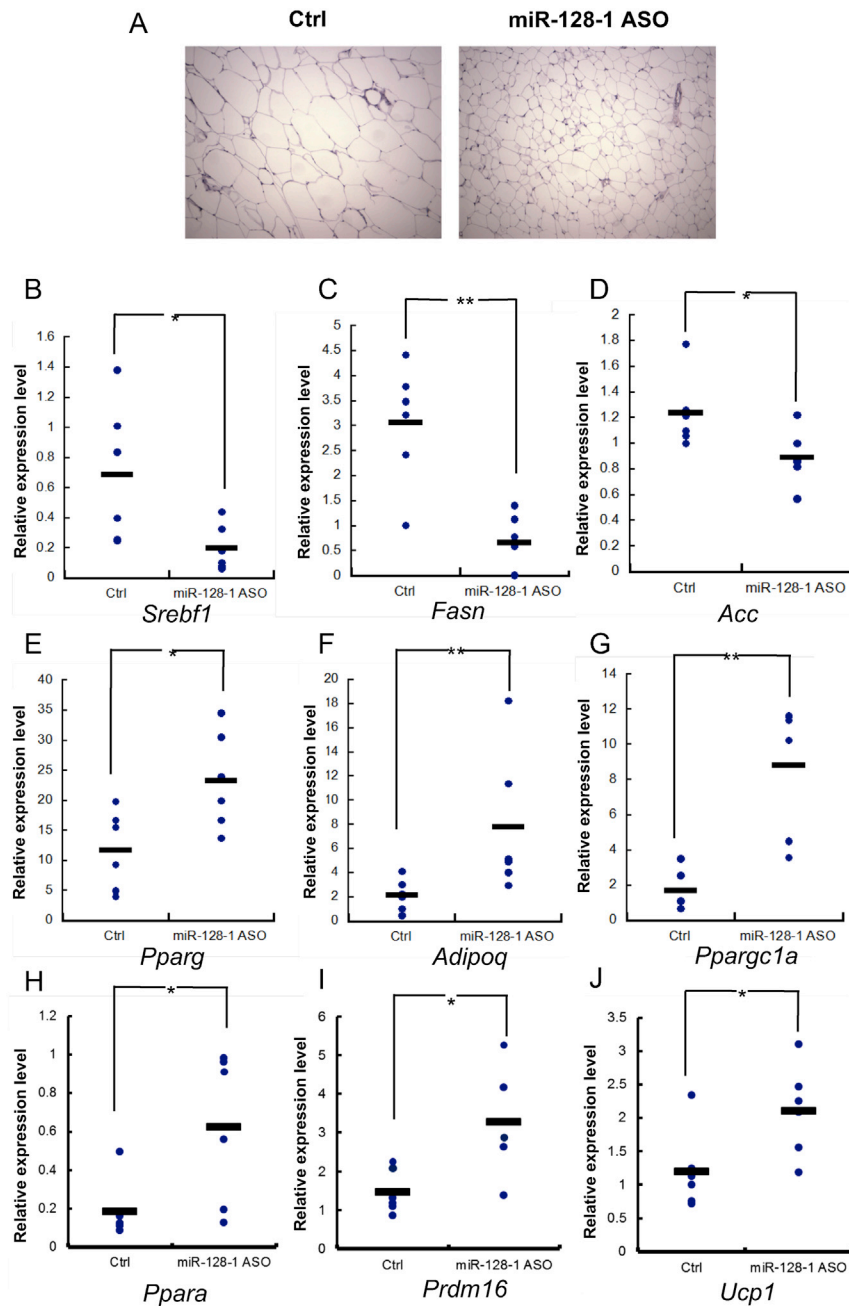 A
Ctrl
miR-128-1 ASO
B
*
Relative expression level
1.6
1.4
1.2
1
0.8
0.6
0.4
0.2
0
Ctrl
miR-128-1 ASO
Srebf1
C
**
Relative expression level
5
4.5
4
3.5
3
2.5
2
1.5
1
0.5
0
Ctrl
miR-128-1 ASO
Fasn
D
*
Relative expression level
2
1.8
1.6
1.4
1.2
1
0.8
0.6
0.4
0.2
0
Ctrl
miR-128-1 ASO
Acc
E
*
Relative expression level
40
35
30
25
20
15
10
5
0
Ctrl
miR-128-1 ASO
Pparg
F
**
Relative expression level
20
18
16
14
12
10
8
6
4
2
0
Ctrl
miR-128-1 ASO
Adipoq
G
**
Relative expression level
14
12
10
8
6
4
2
0
Ctrl
miR-128-1 ASO
Ppargc1a
H
*
Relative expression level
1.2
1
0.8
0.6
0.4
0.2
0
Ctrl
miR-128-1 ASO
Ppara
I
*
Relative expression level
6
5
4
3
2
1
0
Ctrl
miR-128-1 ASO
Prdm16
J
*
Relative expression level
3.5
3
2.5
2
1.5
1
0.5
0
Ctrl
miR-128-1 ASO
Ucp1